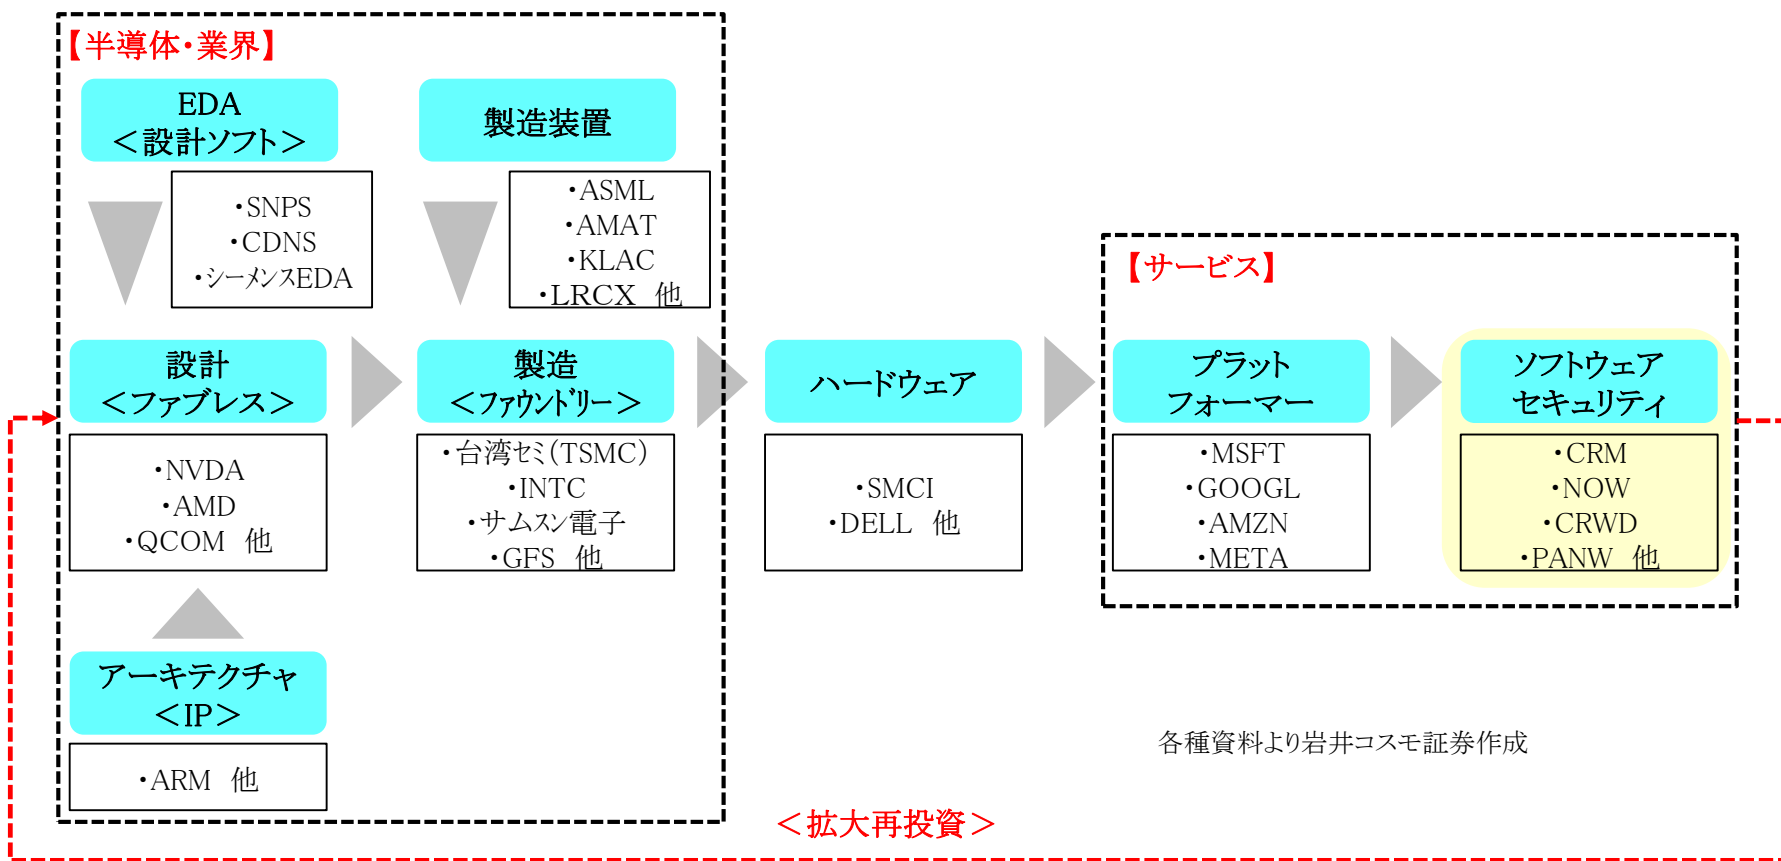 【半導体・業界】
EDA
＜設計ソフト＞
・SNPS
・CDNS
・シーメンスEDA
製造装置
・ASML
・AMAT
・KLAC
・LRCX 他
設計
＜ファブレス＞
・NVDA
・AMD
・QCOM 他
製造
＜ファウンドリー＞
・台湾セミ（TSMC）
・INTC
・サムスン電子
・GFS 他
アーキテクチャ
＜IP＞
・ARM 他
ハードウェア
・SMCI
・DELL 他
【サービス】
プラット
フォーマー
・MSFT
・GOOGL
・AMZN
・META
ソフトウェア
セキュリティ
・CRM
・NOW
・CRWD
・PANW 他
各種資料より岩井コスモ証券作成
＜拡大再投資＞